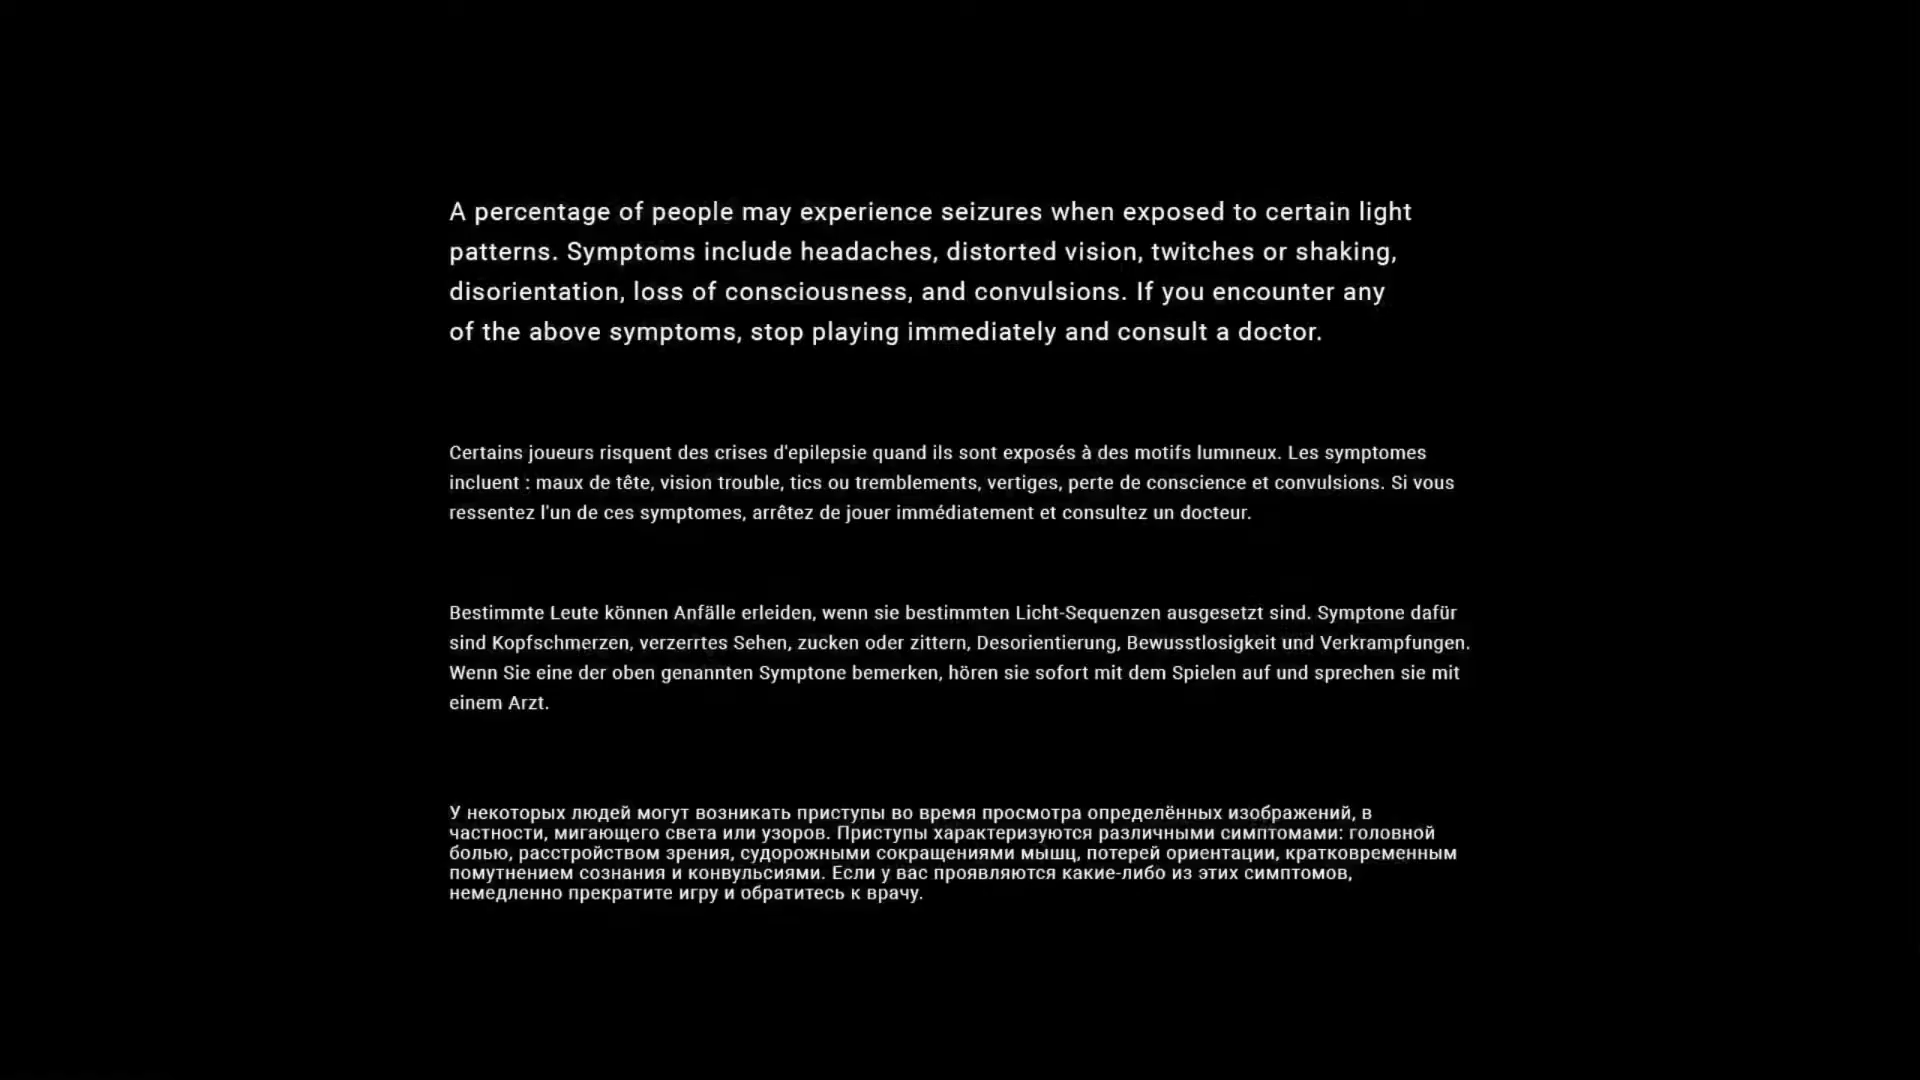 A percentage of people may experience seizures when exposed to certain light
patterns. Symptoms include headaches, distorted vision, twitches or shaking,
disorientation, loss of consciousness, and convulsions. If you encounter any
of the above symptoms, stop playing immediately and consult a doctor.
Certains joueurs risquent des crises d'epilepsie quand ils sont exposés à des motifs lumineux. Les symptomes
incluent : maux de tête, vision trouble, tics ou tremblements, vertiges, perte de conscience et convulsions. Si vous
ressentez l'un de ces symptomes, arrêtez de jouer immédiatement et consultez un docteur.
Bestimmte Leute können Anfälle erleiden, wenn sie bestimmten Licht-Sequenzen ausgesetzt sind. Symptone dafür
sind Kopfschmerzen, verzerrtes Sehen, zucken oder zittern, Desorientierung, Bewusstlosigkeit und Verkrampfungen.
Wenn Sie eine der oben genannten Symptone bemerken, hören sie sofort mit dem Spielen auf und sprechen sie mit
einem Arzt.
У некоторых людей могут возникать приступы во время просмотра определённых изображений, в
частности, мигающего света или узоров. Приступы характеризуются различными симптомами: головной
болью, расстройством зрения, судорожными сокращениями мышц, потерей ориентации, кратковременным
помутнением сознания и конвульсиями. Если у вас проявляются какие-либо из этих симптомов,
немедленно прекратите игру и обратитесь к врачу.